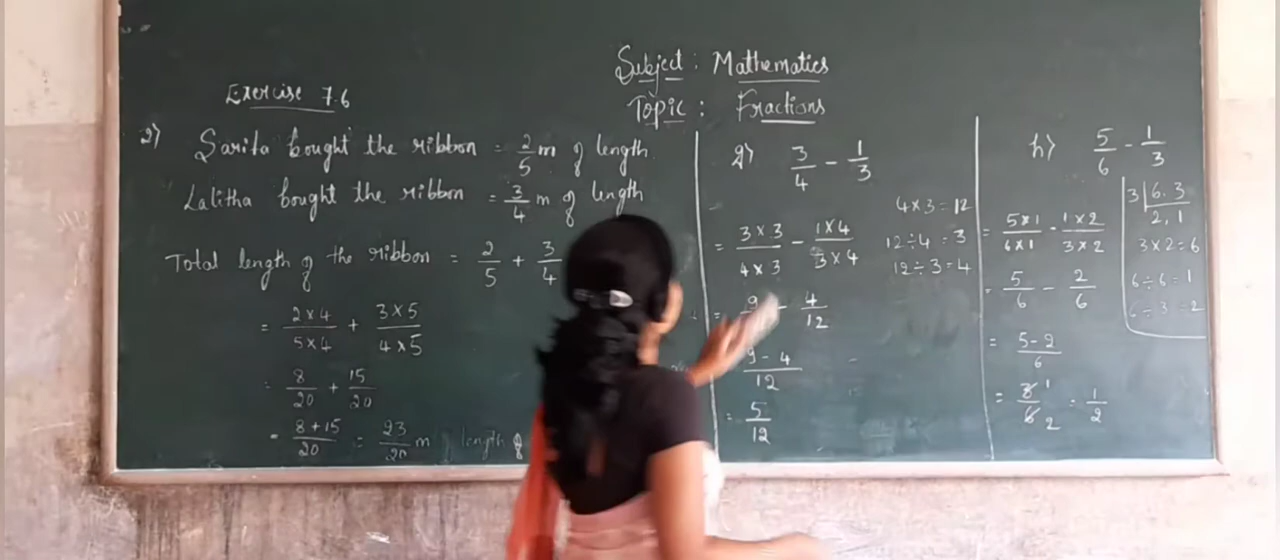 Subject : Mathematics
Topic : Fractions
Exercise 7.6
2) Sarita bought the ribbon = 2/5 m of length
Lalitha bought the ribbon = 3/4 m of length
Total length of the ribbon = 2/5 + 3/4
= 2×4/5×4 + 3×5/4×5
= 8/20 + 15/20
= 8+15/20 = 23/20 m length of
g) 3/4 - 1/3
= 3×3/4×3 - 1×4/3×4
4×3=12
12÷4=3
12÷3=4
= 9 - 4/12
9-4/12
= 5/12
h) 5/6 - 1/3
= 5×1/6×1 - 1×2/3×2
= 5/6 - 2/6
= 5-2/6
= 3/6 1 2 = 1/2
3 | 6, 3
2, 1
3×2=6
6÷6=1
6÷3=2